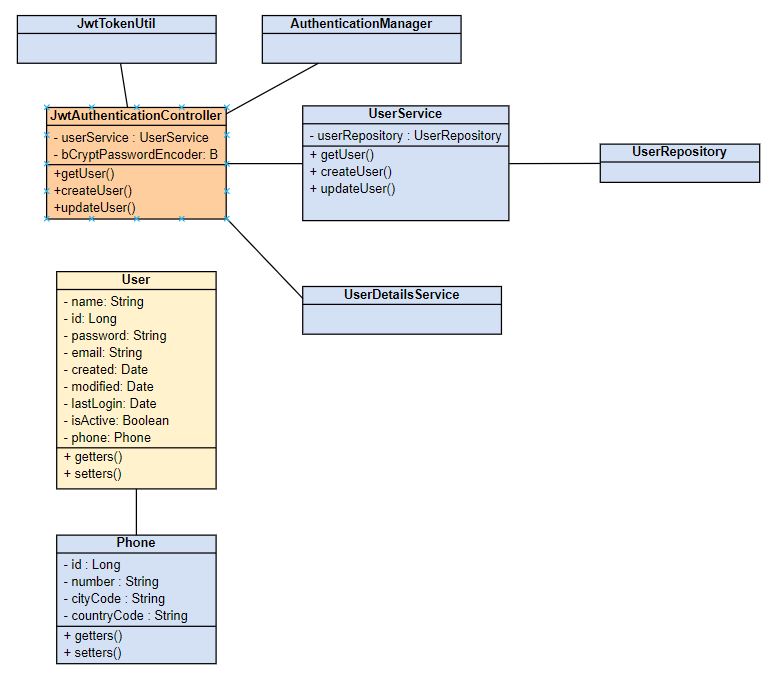 JwtTokenUtil
AuthenticationManager
JwtAuthenticationController
- userService : UserService
- bCryptPasswordEncoder: B
+getUser()
+createUser()
+updateUser()
UserService
- userRepository : UserRepository
+ getUser()
+ createUser()
+ updateUser()
UserRepository
UserDetailsService
User
- name: String
- id: Long
- password: String
- email: String
- created: Date
- modified: Date
- lastLogin: Date
- isActive: Boolean
- phone: Phone
+ getters()
+ setters()
Phone
- id : Long
- number : String
- cityCode : String
- countryCode : String
+ getters()
+ setters()